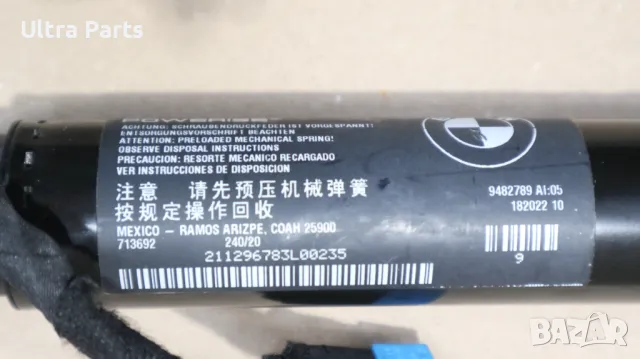 Ultra Parts
ACHTUNG: SCHRAUBENDRUCKFEDER IST VORGESPANNT!
ENTSORGUNGSVORSCHRIFT BEACHTEN
ATTENTION: PRELOADED MECHANICAL SPRING!
OBSERVE DISPOSAL INSTRUCTIONS
PRECAUCION: RESORTE MECANICO RECARGADO
VER INSTRUCCIONES DE DISPOSICION
注意 请先预压机械弹簧
按规定操作回收
MEXICO - RAMOS ARIZPE, COAH 25900
713692 240/20
211296783L00235
9482789 AI:05
182022 10
9
BAZAR
bg